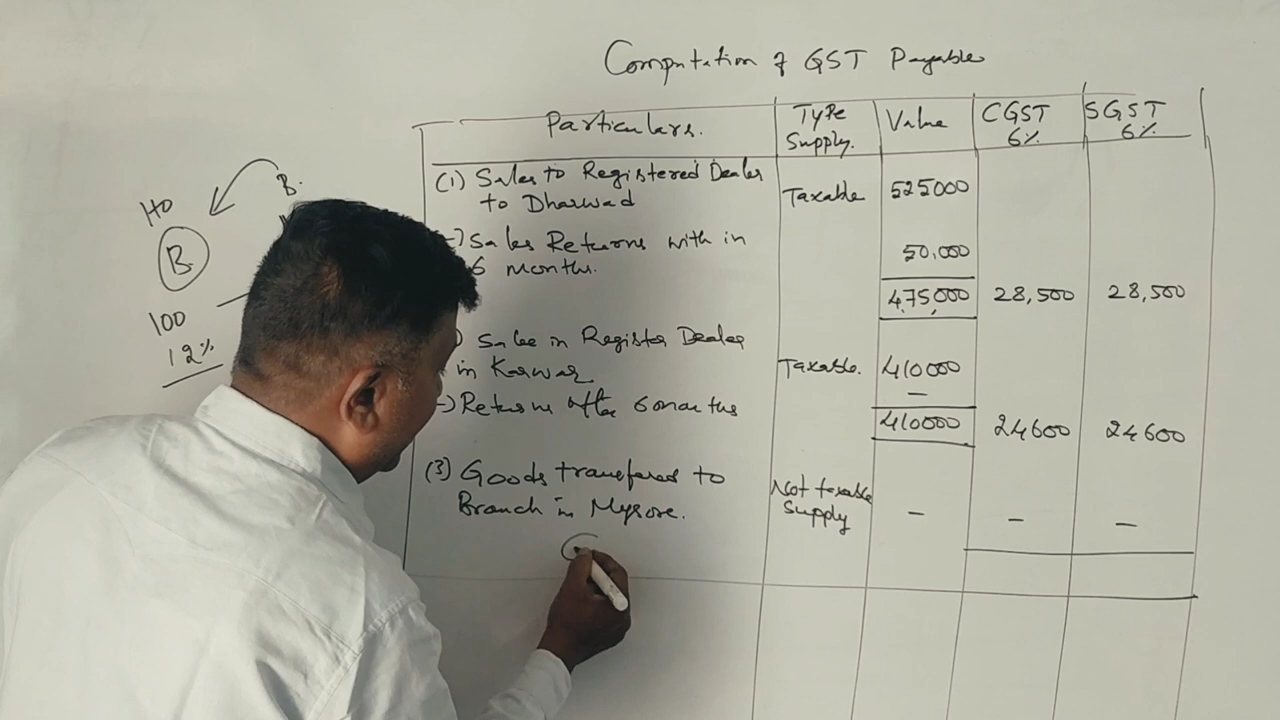 Computation of GST Payable
Particulars.
Type
Supply.
Value
CGST
6%
SGST
6%
(1) Sales to Registered Dealer
to Dharwad
Taxable
525000
Sales Returns with in
6 months.
50,000
475,000
28,500
28,500
Sale in Register Dealer
in Karwar
Taxable.
410000
-) Returns after 6 months
-
410000
24600
24600
(3) Goods transfered to
Branch in Mysore.
Not taxable
Supply
-
-
-
HO
B.
B.
100
12%